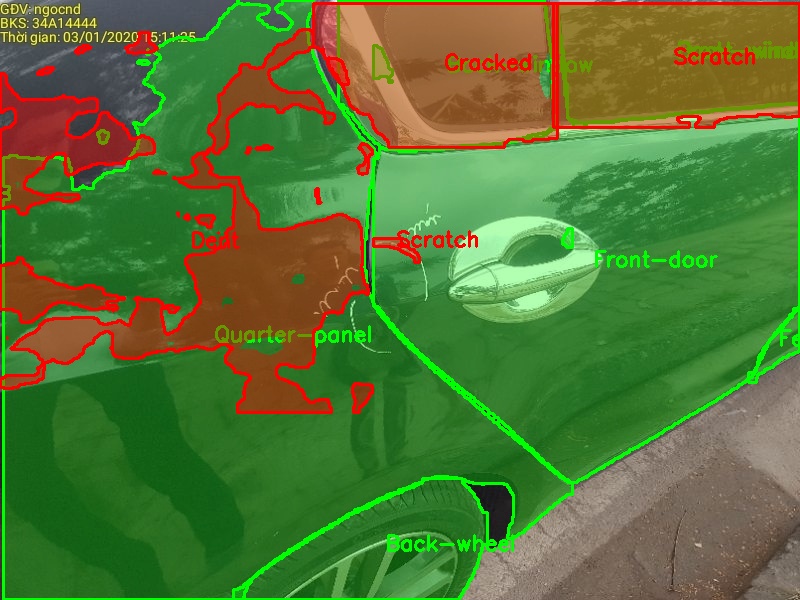 GĐV: ngocnd
BKS: 34A14444
Thời gian: 03/01/2020 15:11:25
Cracked
Scratch
Dent
Scratch
Front-door
Quarter-panel
Back-wheel